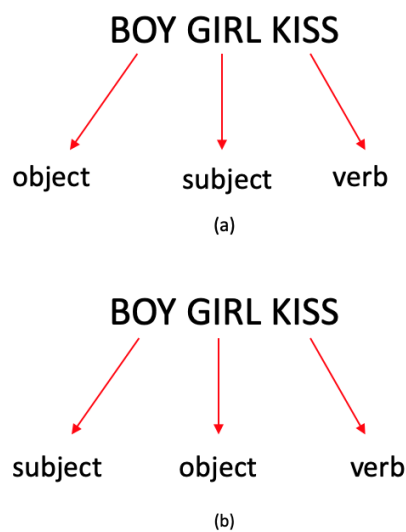 BOY GIRL KISS
object subject verb
(a)
BOY GIRL KISS
subject object verb
(b)